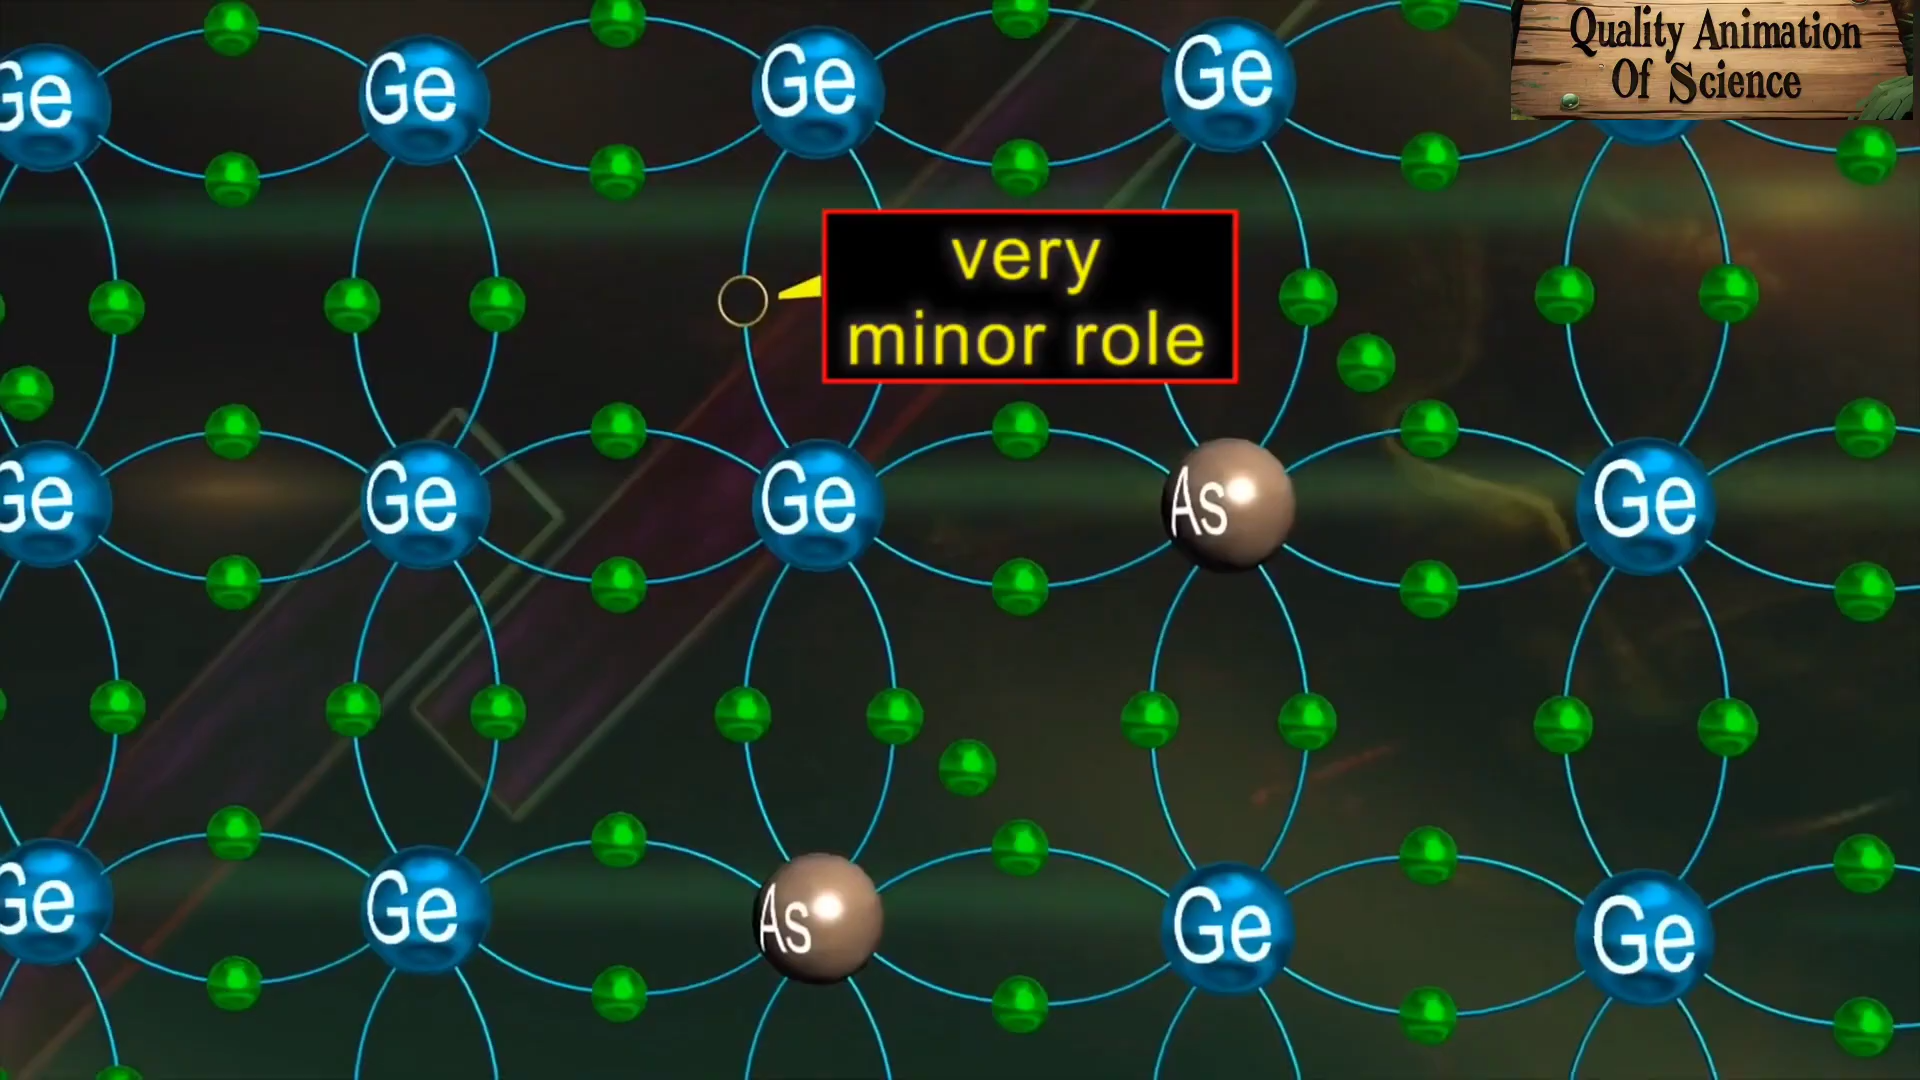 Quality Animation
Of Science
Ge Ge Ge Ge
very
minor role
Ge Ge Ge As Ge
Ge Ge As Ge Ge